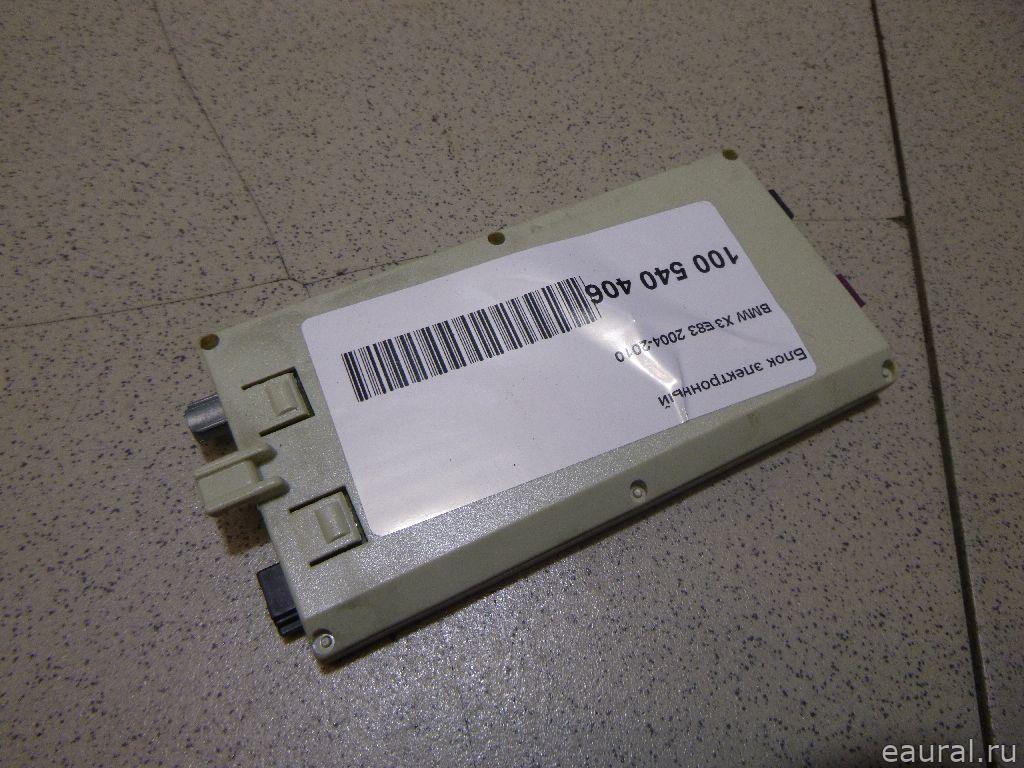 Блок электронный
BMW X3 E83 2004-2010
100 540 406
eaural.ru